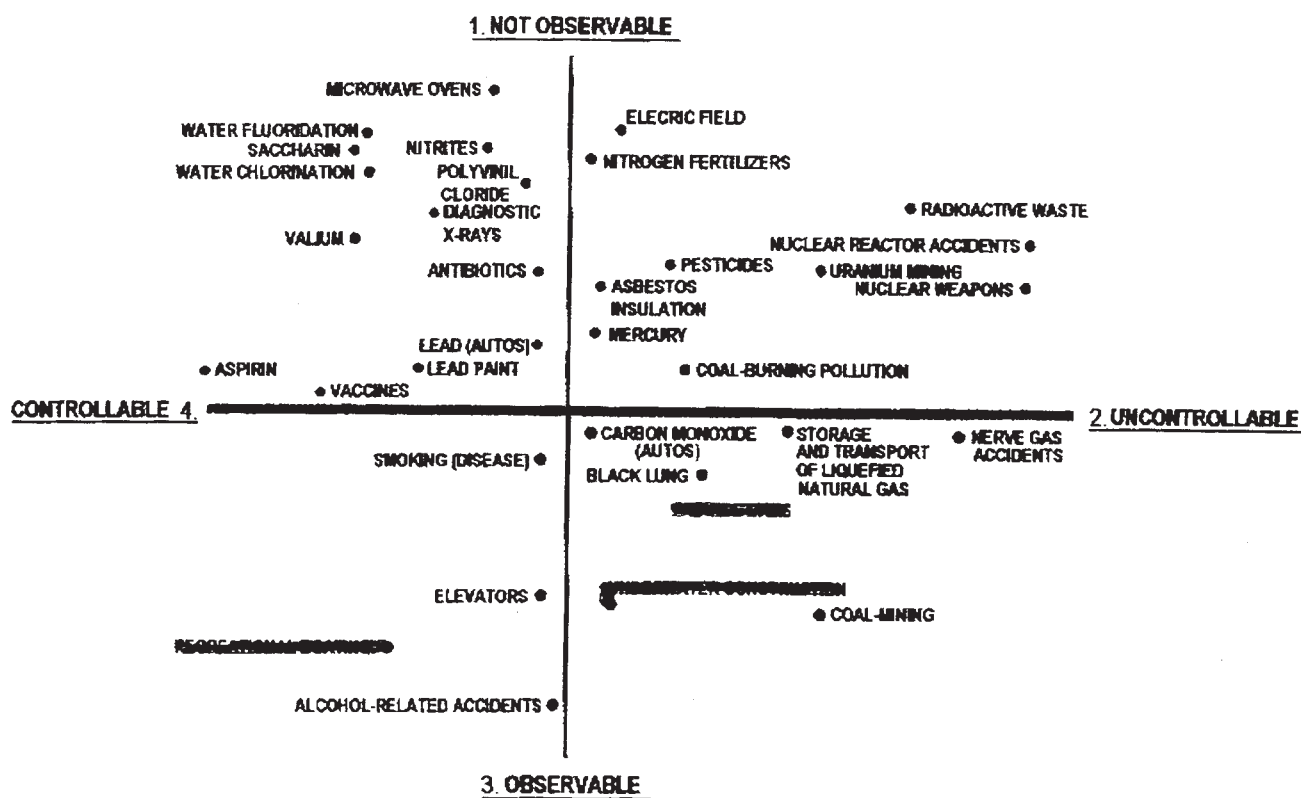 1. NOT OBSERVABLE
MICROWAVE OVENS
ELECRIC FIELD
WATER FLUORIDATION
SACCHARIN
NITRITES
NITROGEN FERTILIZERS
WATER CHLORINATION
POLYVINIL
CLORIDE
DIAGNOSTIC
X-RAYS
RADIOACTIVE WASTE
VALIUM
NUCLEAR REACTOR ACCIDENTS
ANTIBIOTICS
PESTICIDES
URANIUM MINING
ASBESTOS
INSULATION
NUCLEAR WEAPONS
MERCURY
LEAD (AUTOS)
ASPIRIN
LEAD PAINT
COAL-BURNING POLLUTION
VACCINES
CONTROLLABLE 4.
2. UNCONTROLLABLE
CARBON MONOXIDE
(AUTOS)
STORAGE
AND TRANSPORT
OF LIQUEFIED
NATURAL GAS
NERVE GAS
ACCIDENTS
SMOKING (DISEASE)
BLACK LUNG
ELEVATORS
CONSTRUCTION
COAL-MINING
ALCOHOL-RELATED ACCIDENTS
3. OBSERVABLE